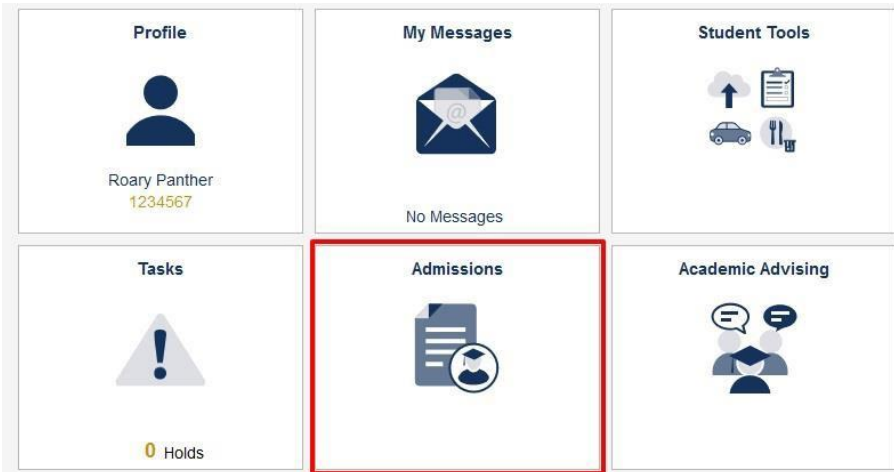 Profile
My Messages
Student Tools
@
Roary Panther
1234567
No Messages
Tasks
Admissions
Academic Advising
!
0 Holds